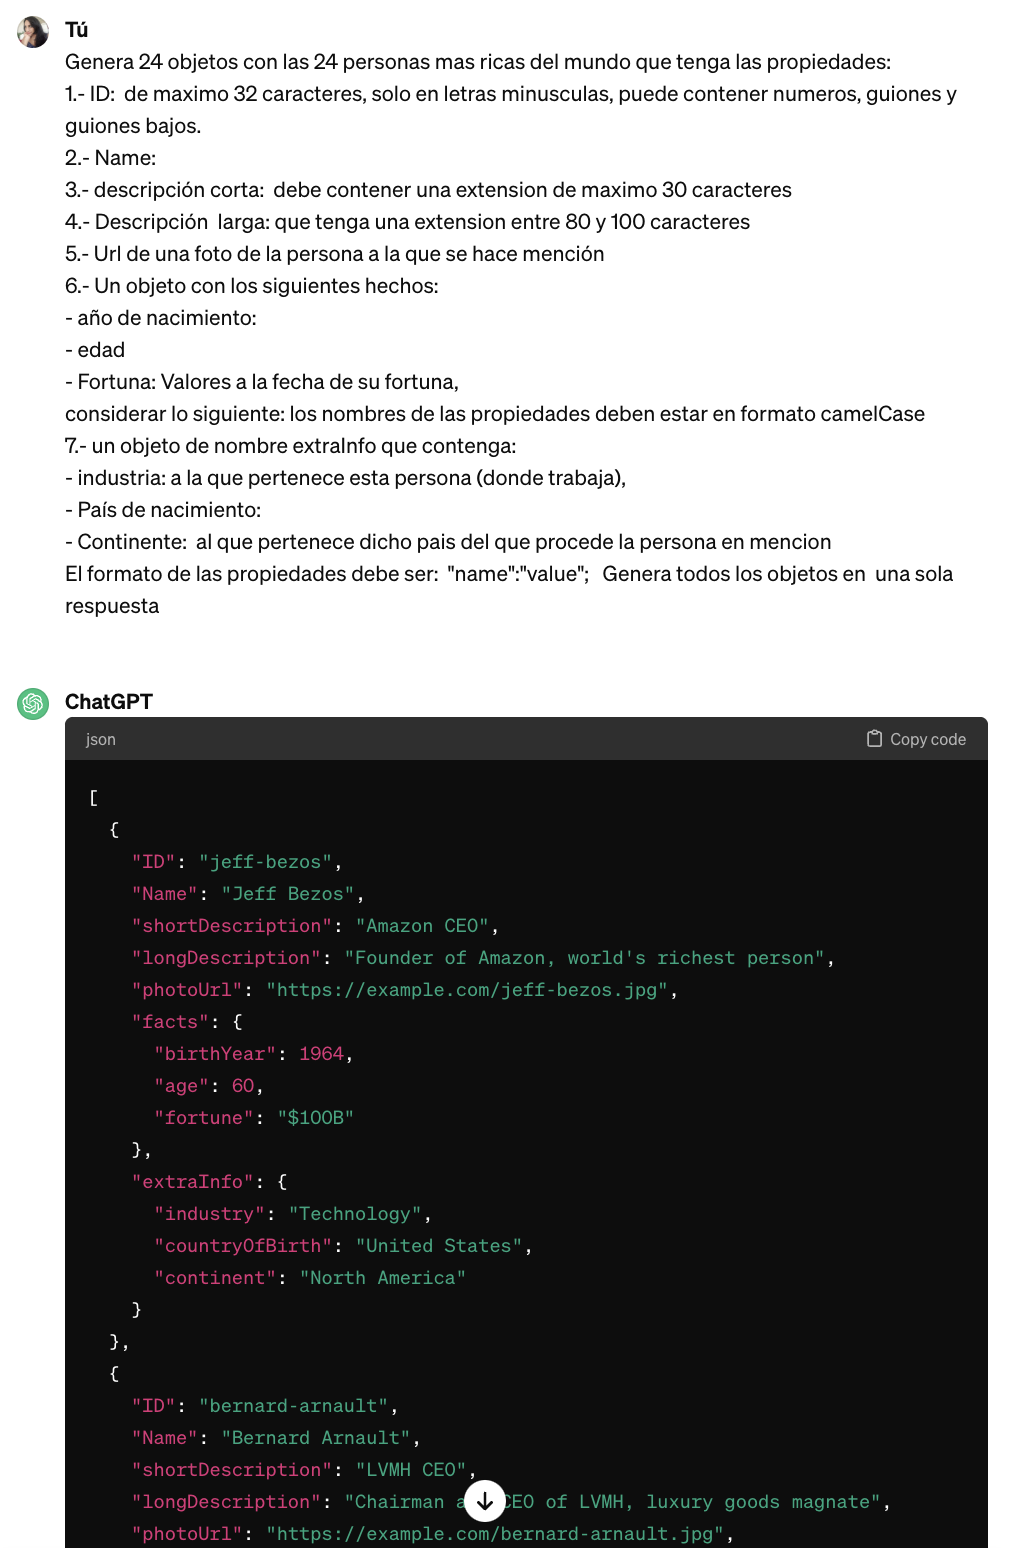 Tú
Genera 24 objetos con las 24 personas mas ricas del mundo que tenga las propiedades:
1.- ID:  de maximo 32 caracteres, solo en letras minusculas, puede contener numeros, guiones y
guiones bajos.
2.- Name:
3.- descripción corta:  debe contener una extension de maximo 30 caracteres
4.- Descripción  larga: que tenga una extension entre 80 y 100 caracteres
5.- Url de una foto de la persona a la que se hace mención
6.- Un objeto con los siguientes hechos:
- año de nacimiento:
- edad
- Fortuna: Valores a la fecha de su fortuna,
considerar lo siguiente: los nombres de las propiedades deben estar en formato camelCase
7.- un objeto de nombre extraInfo que contenga:
- industria: a la que pertenece esta persona (donde trabaja),
- País de nacimiento:
- Continente:  al que pertenece dicho pais del que procede la persona en mencion
El formato de las propiedades debe ser:  "name":"value";   Genera todos los objetos en  una sola
respuesta
ChatGPT
json
Copy code
[
  {
    "ID": "jeff-bezos",
    "Name": "Jeff Bezos",
    "shortDescription": "Amazon CEO",
    "longDescription": "Founder of Amazon, world's richest person",
    "photoUrl": "https://example.com/jeff-bezos.jpg",
    "facts": {
      "birthYear": 1964,
      "age": 60,
      "fortune": "$100B"
    },
    "extraInfo": {
      "industry": "Technology",
      "countryOfBirth": "United States",
      "continent": "North America"
    }
  },
  {
    "ID": "bernard-arnault",
    "Name": "Bernard Arnault",
    "shortDescription": "LVMH CEO",
    "longDescription": "Chairman CEO of LVMH, luxury goods magnate",
    "photoUrl": "https://example.com/bernard-arnault.jpg",